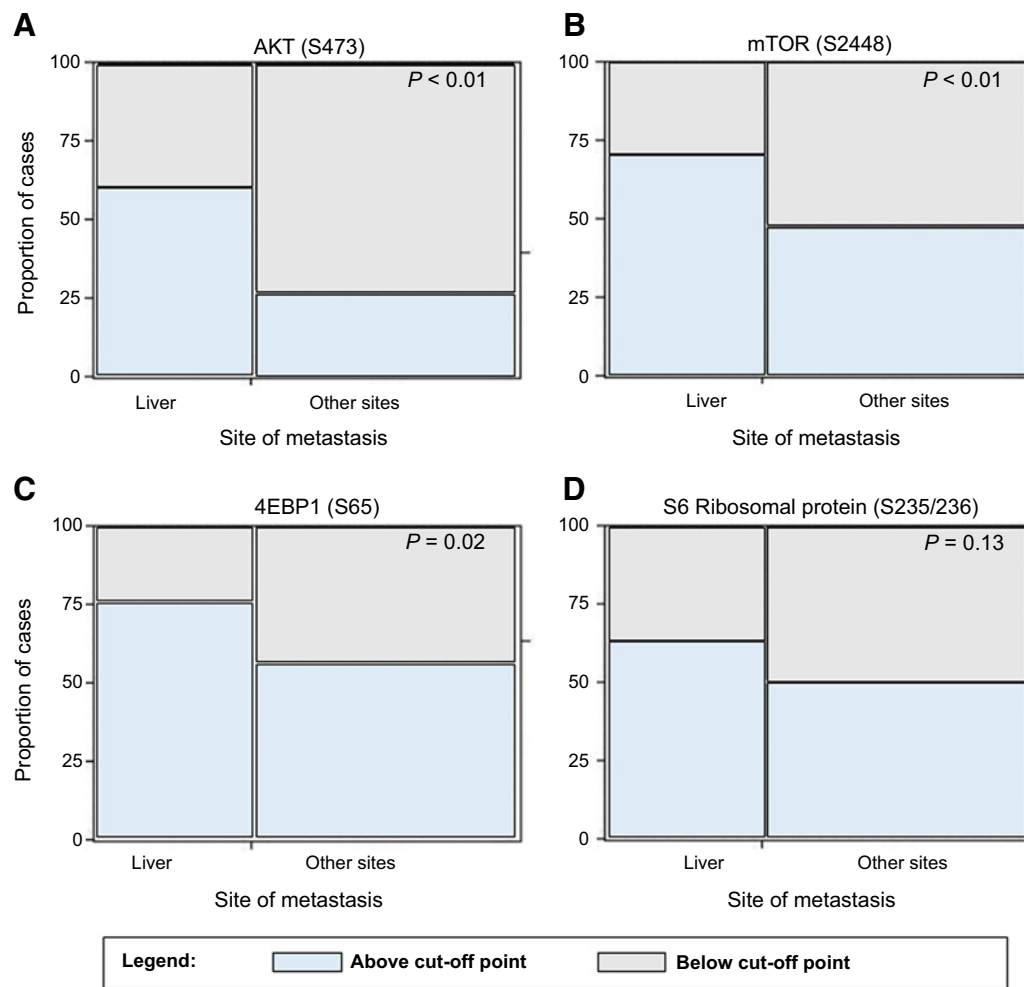 A
AKT (S473)
P < 0.01
100
75
50
25
0
Proportion of cases
Liver
Other sites
Site of metastasis
B
mTOR (S2448)
P < 0.01
100
75
50
25
0
Liver
Other sites
Site of metastasis
C
4EBP1 (S65)
P = 0.02
100
75
50
25
0
Proportion of cases
Liver
Other sites
Site of metastasis
D
S6 Ribosomal protein (S235/236)
P = 0.13
100
75
50
25
0
Liver
Other sites
Site of metastasis
Legend:
Above cut-off point
Below cut-off point